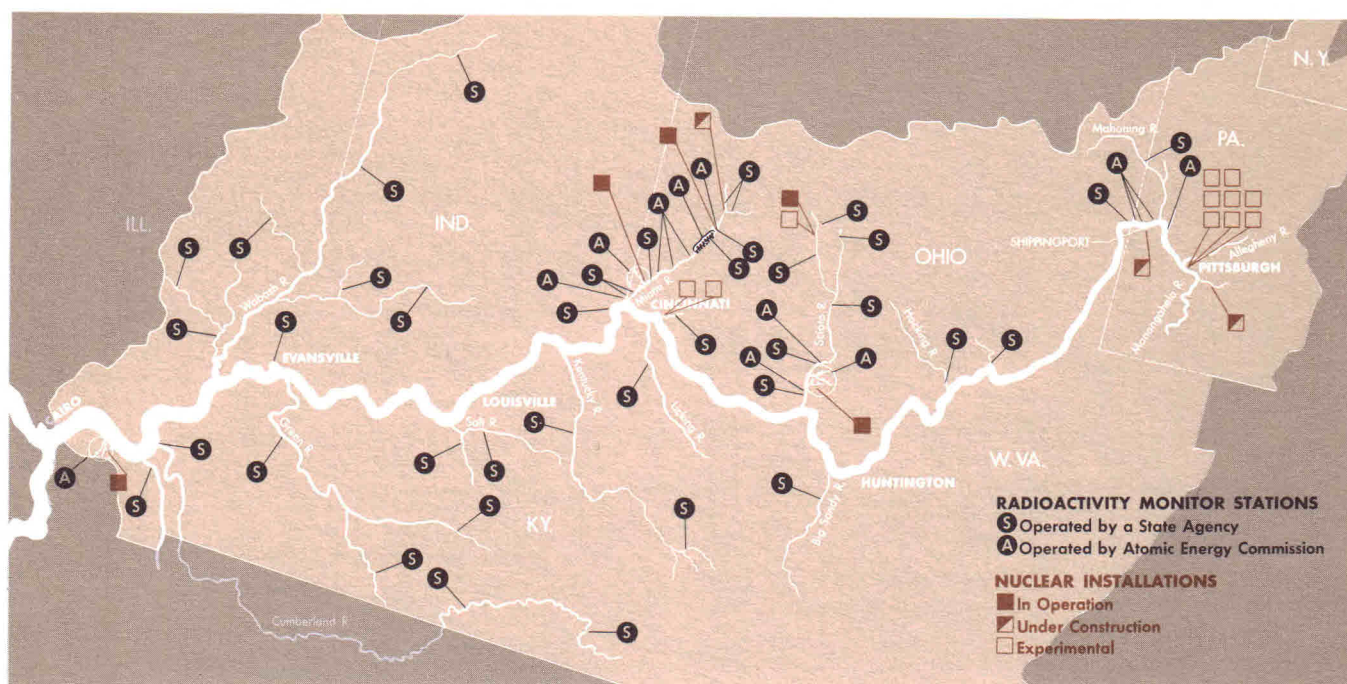 N.Y.
S
Mahoning R.
PA.
S
A
A
A
S
A
S
A
S
S
S
ILL.
IND.
A
S
S
S
S
S
S
OHIO
SHIPPINGPORT
Allegheny R.
PITTSBURGH
A
S
S
S
S
A
S
S
Wabash R.
Miami R.
CINCINNATI
Scioto R.
Monongahela R.
S
S
S
S
A
S
Hocking R.
S
S
S
EVANSVILLE
S
A
A
Kentucky R.
S
S
LOUISVILLE
CAIRO
Licking R.
Green R.
Salt R.
S
S
S
S
S
A
S
W. VA.
S
HUNTINGTON
Big Sandy R.
S
S
S
KY.
S
S
S
Cumberland R.
RADIOACTIVITY MONITOR STATIONS
S Operated by a State Agency
A Operated by Atomic Energy Commission
NUCLEAR INSTALLATIONS
In Operation
Under Construction
Experimental